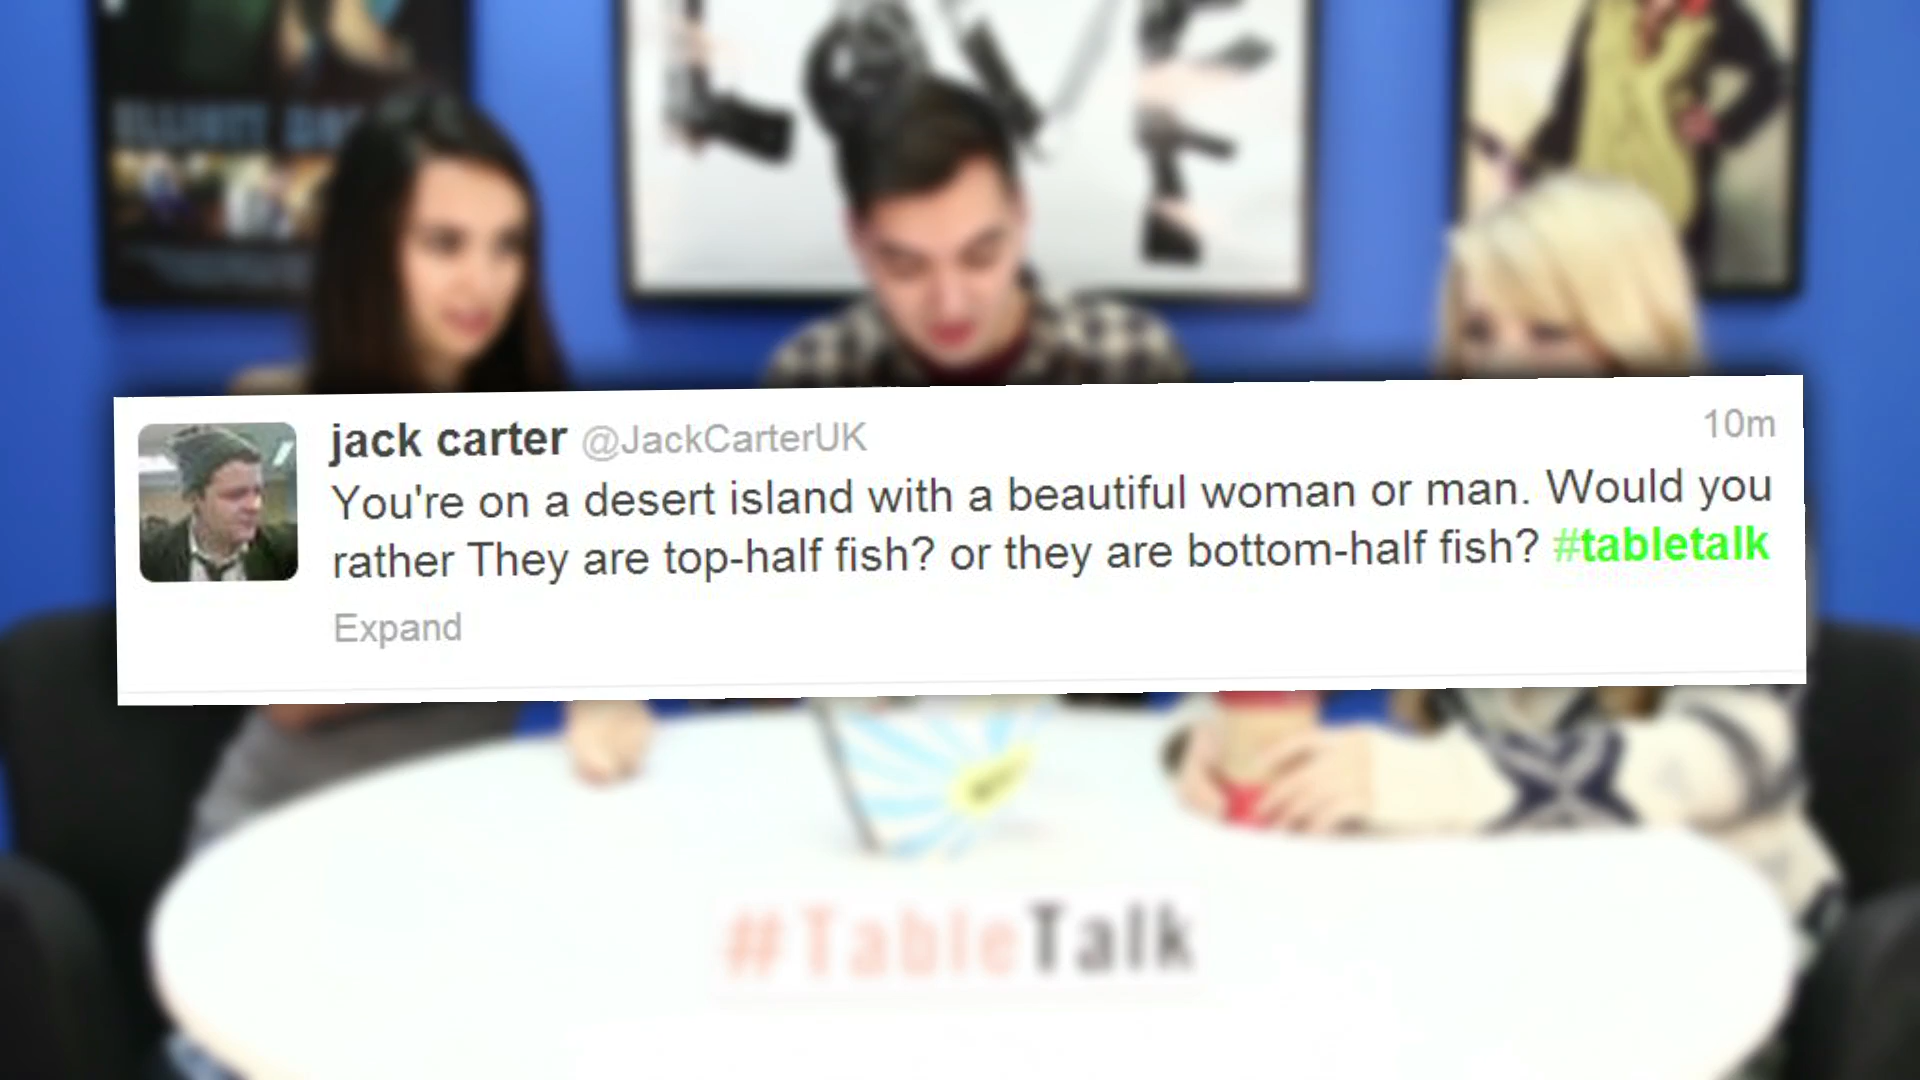 ELLIOTT
jack carter @JackCarterUK 10m
You're on a desert island with a beautiful woman or man. Would you
rather They are top-half fish? or they are bottom-half fish? #tabletalk
Expand
#TableTalk